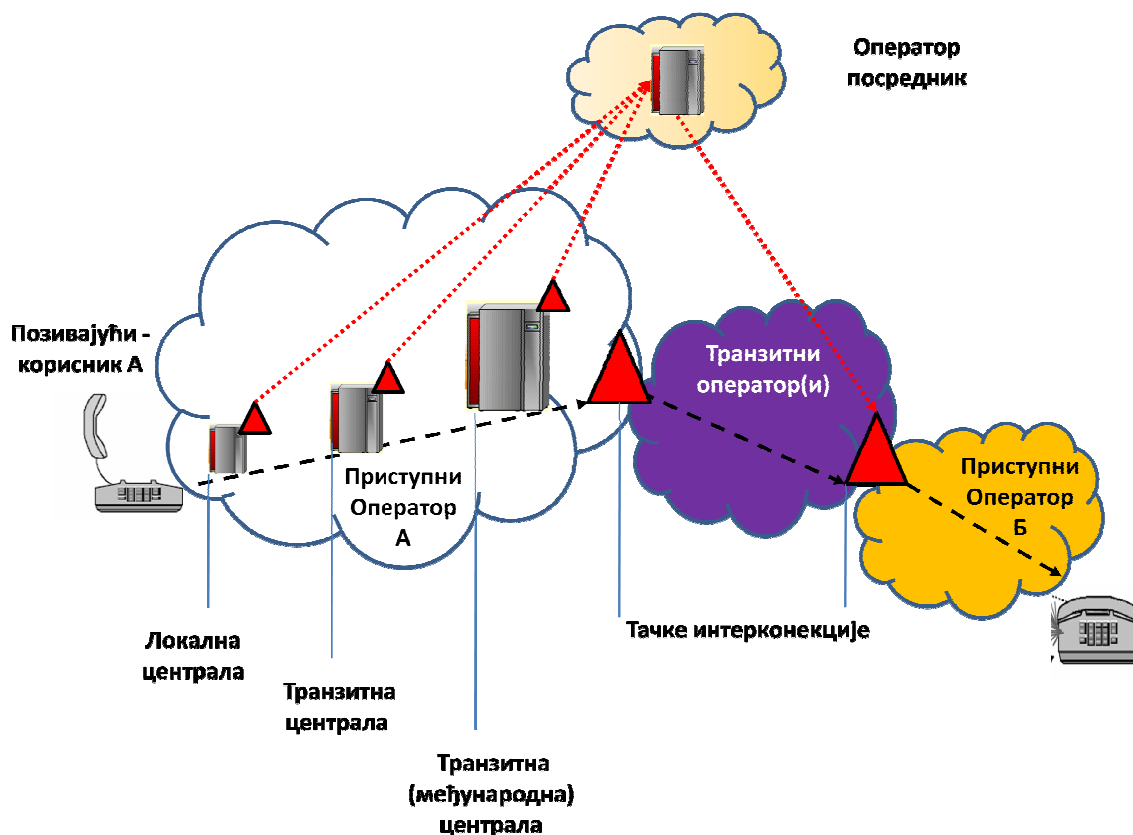 Оператор
посредник
Позивајући -
корисник А
Транзитни
оператор(и)
Приступни
Оператор
А
Приступни
Оператор
Б
Тачке интерконекције
Локална
централа
Транзитна
централа
Транзитна
(међународна)
централа